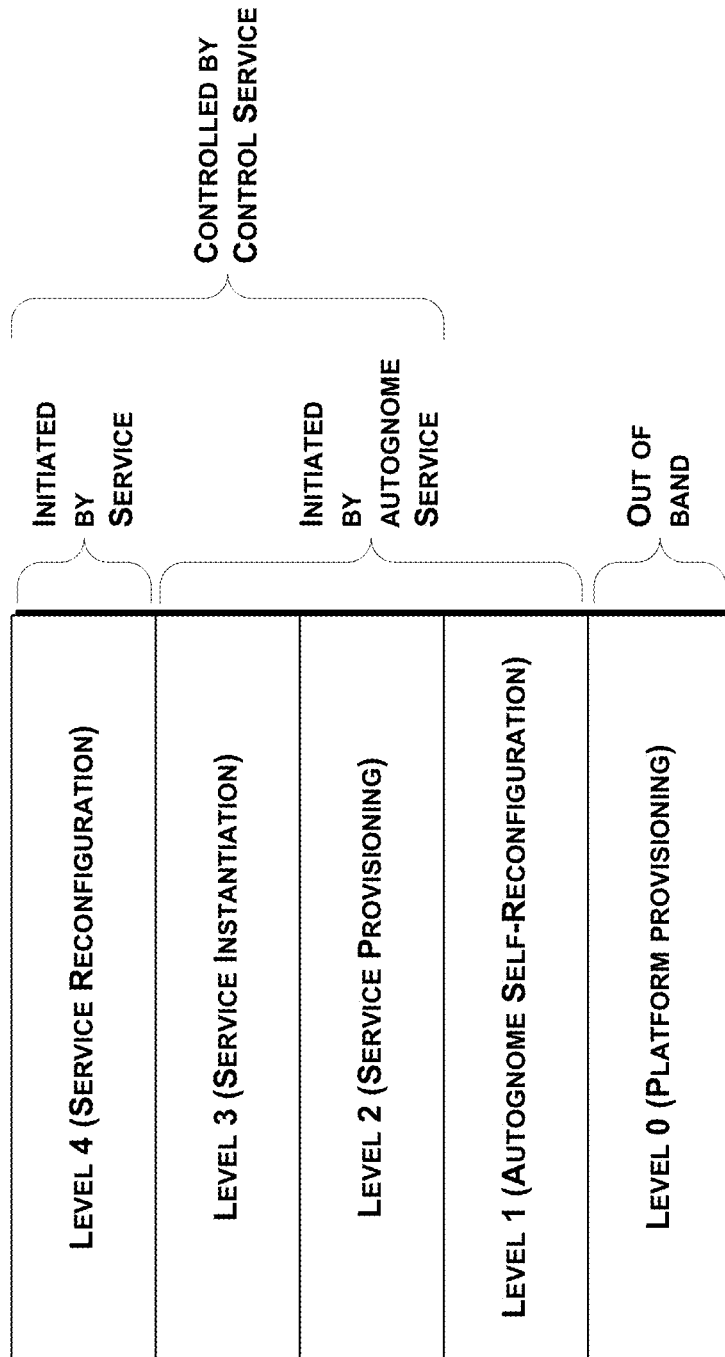 LEVEL 4 (SERVICE RECONFIGURATION)
LEVEL 3 (SERVICE INSTANTIATION)
LEVEL 2 (SERVICE PROVISIONING)
LEVEL 1 (AUTOGNOME SELF-RECONFIGURATION)
LEVEL 0 (PLATFORM PROVISIONING)
INITIATED
BY
SERVICE
INITIATED
BY
AUTOGNOME
SERVICE
OUT OF
BAND
CONTROLLED BY
CONTROL SERVICE